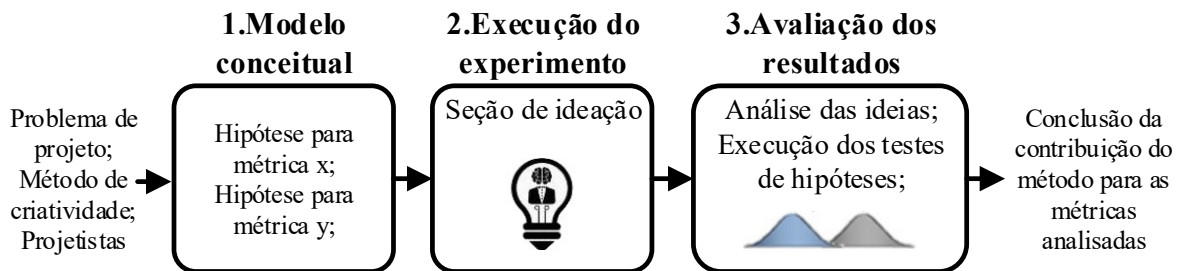 Problema de
projeto;
Método de
criatividade;
Projetistas
1.Modelo
conceitual
Hipótese para
métrica x;
Hipótese para
métrica y;
2.Execução do
experimento
Seção de ideação
3.Avaliação dos
resultados
Análise das ideias;
Execução dos testes
de hipóteses;
Conclusão da
contribuição do
método para as
métricas
analisadas